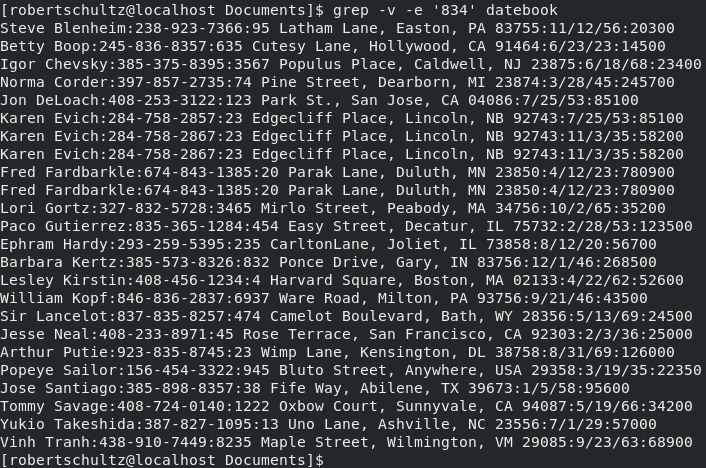 [robertschultz@localhost Documents]$ grep -v -e '834' datebook
Steve Blenheim:238-923-7366:95 Latham Lane, Easton, PA 83755:11/12/56:20300
Betty Boop:245-836-8357:635 Cutesy Lane, Hollywood, CA 91464:6/23/23:14500
Igor Chevsky:385-375-8395:3567 Populus Place, Caldwell, NJ 23875:6/18/68:23400
Norma Corder:397-857-2735:74 Pine Street, Dearborn, MI 23874:3/28/45:245700
Jon DeLoach:408-253-3122:123 Park St., San Jose, CA 04086:7/25/53:85100
Karen Evich:284-758-2857:23 Edgecliff Place, Lincoln, NB 92743:7/25/53:85100
Karen Evich:284-758-2867:23 Edgecliff Place, Lincoln, NB 92743:11/3/35:58200
Karen Evich:284-758-2867:23 Edgecliff Place, Lincoln, NB 92743:11/3/35:58200
Fred Fardbarkle:674-843-1385:20 Parak Lane, Duluth, MN 23850:4/12/23:780900
Fred Fardbarkle:674-843-1385:20 Parak Lane, Duluth, MN 23850:4/12/23:780900
Lori Gortz:327-832-5728:3465 Mirlo Street, Peabody, MA 34756:10/2/65:35200
Paco Gutierrez:835-365-1284:454 Easy Street, Decatur, IL 75732:2/28/53:123500
Ephram Hardy:293-259-5395:235 CarltonLane, Joliet, IL 73858:8/12/20:56700
Barbara Kertz:385-573-8326:832 Ponce Drive, Gary, IN 83756:12/1/46:268500
Lesley Kirstin:408-456-1234:4 Harvard Square, Boston, MA 02133:4/22/62:52600
William Kopf:846-836-2837:6937 Ware Road, Milton, PA 93756:9/21/46:43500
Sir Lancelot:837-835-8257:474 Camelot Boulevard, Bath, WY 28356:5/13/69:24500
Jesse Neal:408-233-8971:45 Rose Terrace, San Francisco, CA 92303:2/3/36:25000
Arthur Putie:923-835-8745:23 Wimp Lane, Kensington, DL 38758:8/31/69:126000
Popeye Sailor:156-454-3322:945 Bluto Street, Anywhere, USA 29358:3/19/35:22350
Jose Santiago:385-898-8357:38 Fife Way, Abilene, TX 39673:1/5/58:95600
Tommy Savage:408-724-0140:1222 Oxbow Court, Sunnyvale, CA 94087:5/19/66:34200
Yukio Takeshida:387-827-1095:13 Uno Lane, Ashville, NC 23556:7/1/29:57000
Vinh Tranh:438-910-7449:8235 Maple Street, Wilmington, VM 29085:9/23/63:68900
[robertschultz@localhost Documents]$